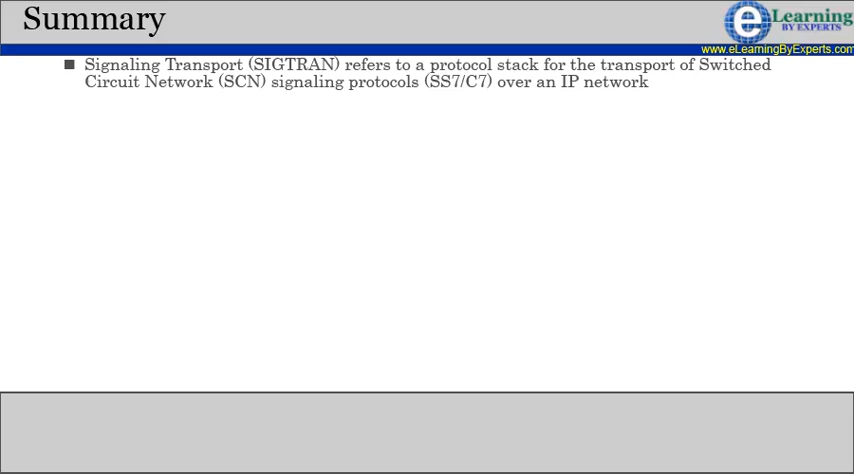 Summary
eLearning
BY EXPERTS
www.eLearningByExperts.com
■ Signaling Transport (SIGTRAN) refers to a protocol stack for the transport of Switched
Circuit Network (SCN) signaling protocols (SS7/C7) over an IP network